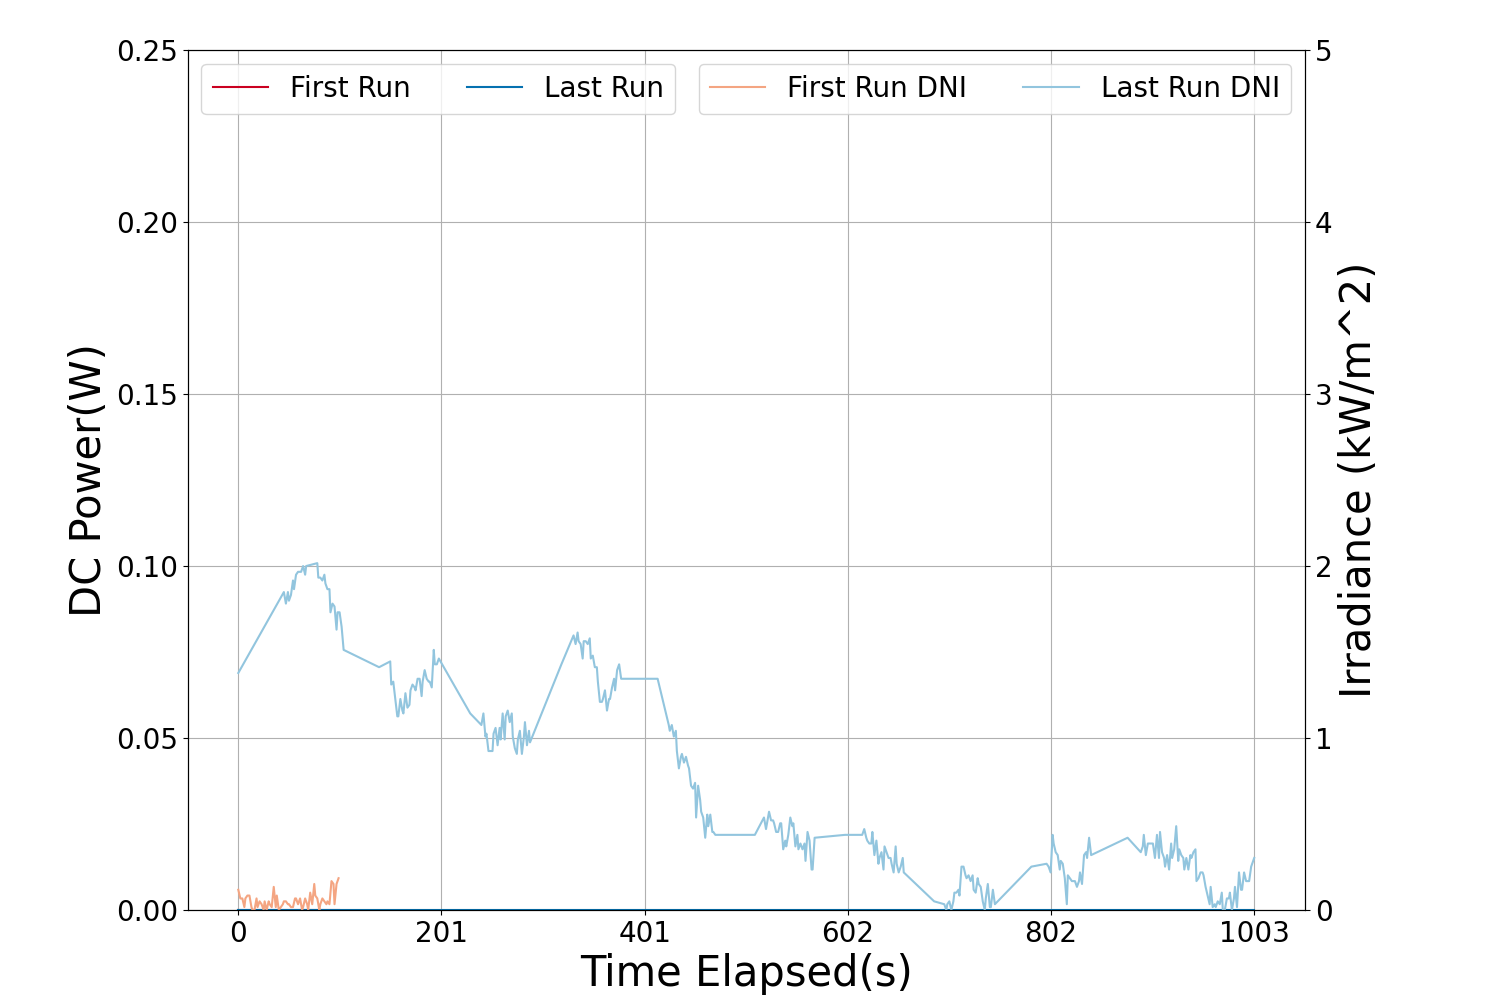 First Run Last Run First Run DNI Last Run DNI
0.25 5
0.20 4
0.15 3
0.10 2
0.05 1
0.00 0
DC Power(W)
Irradiance (kW/m^2)
0 201 401 602 802 1003
Time Elapsed(s)